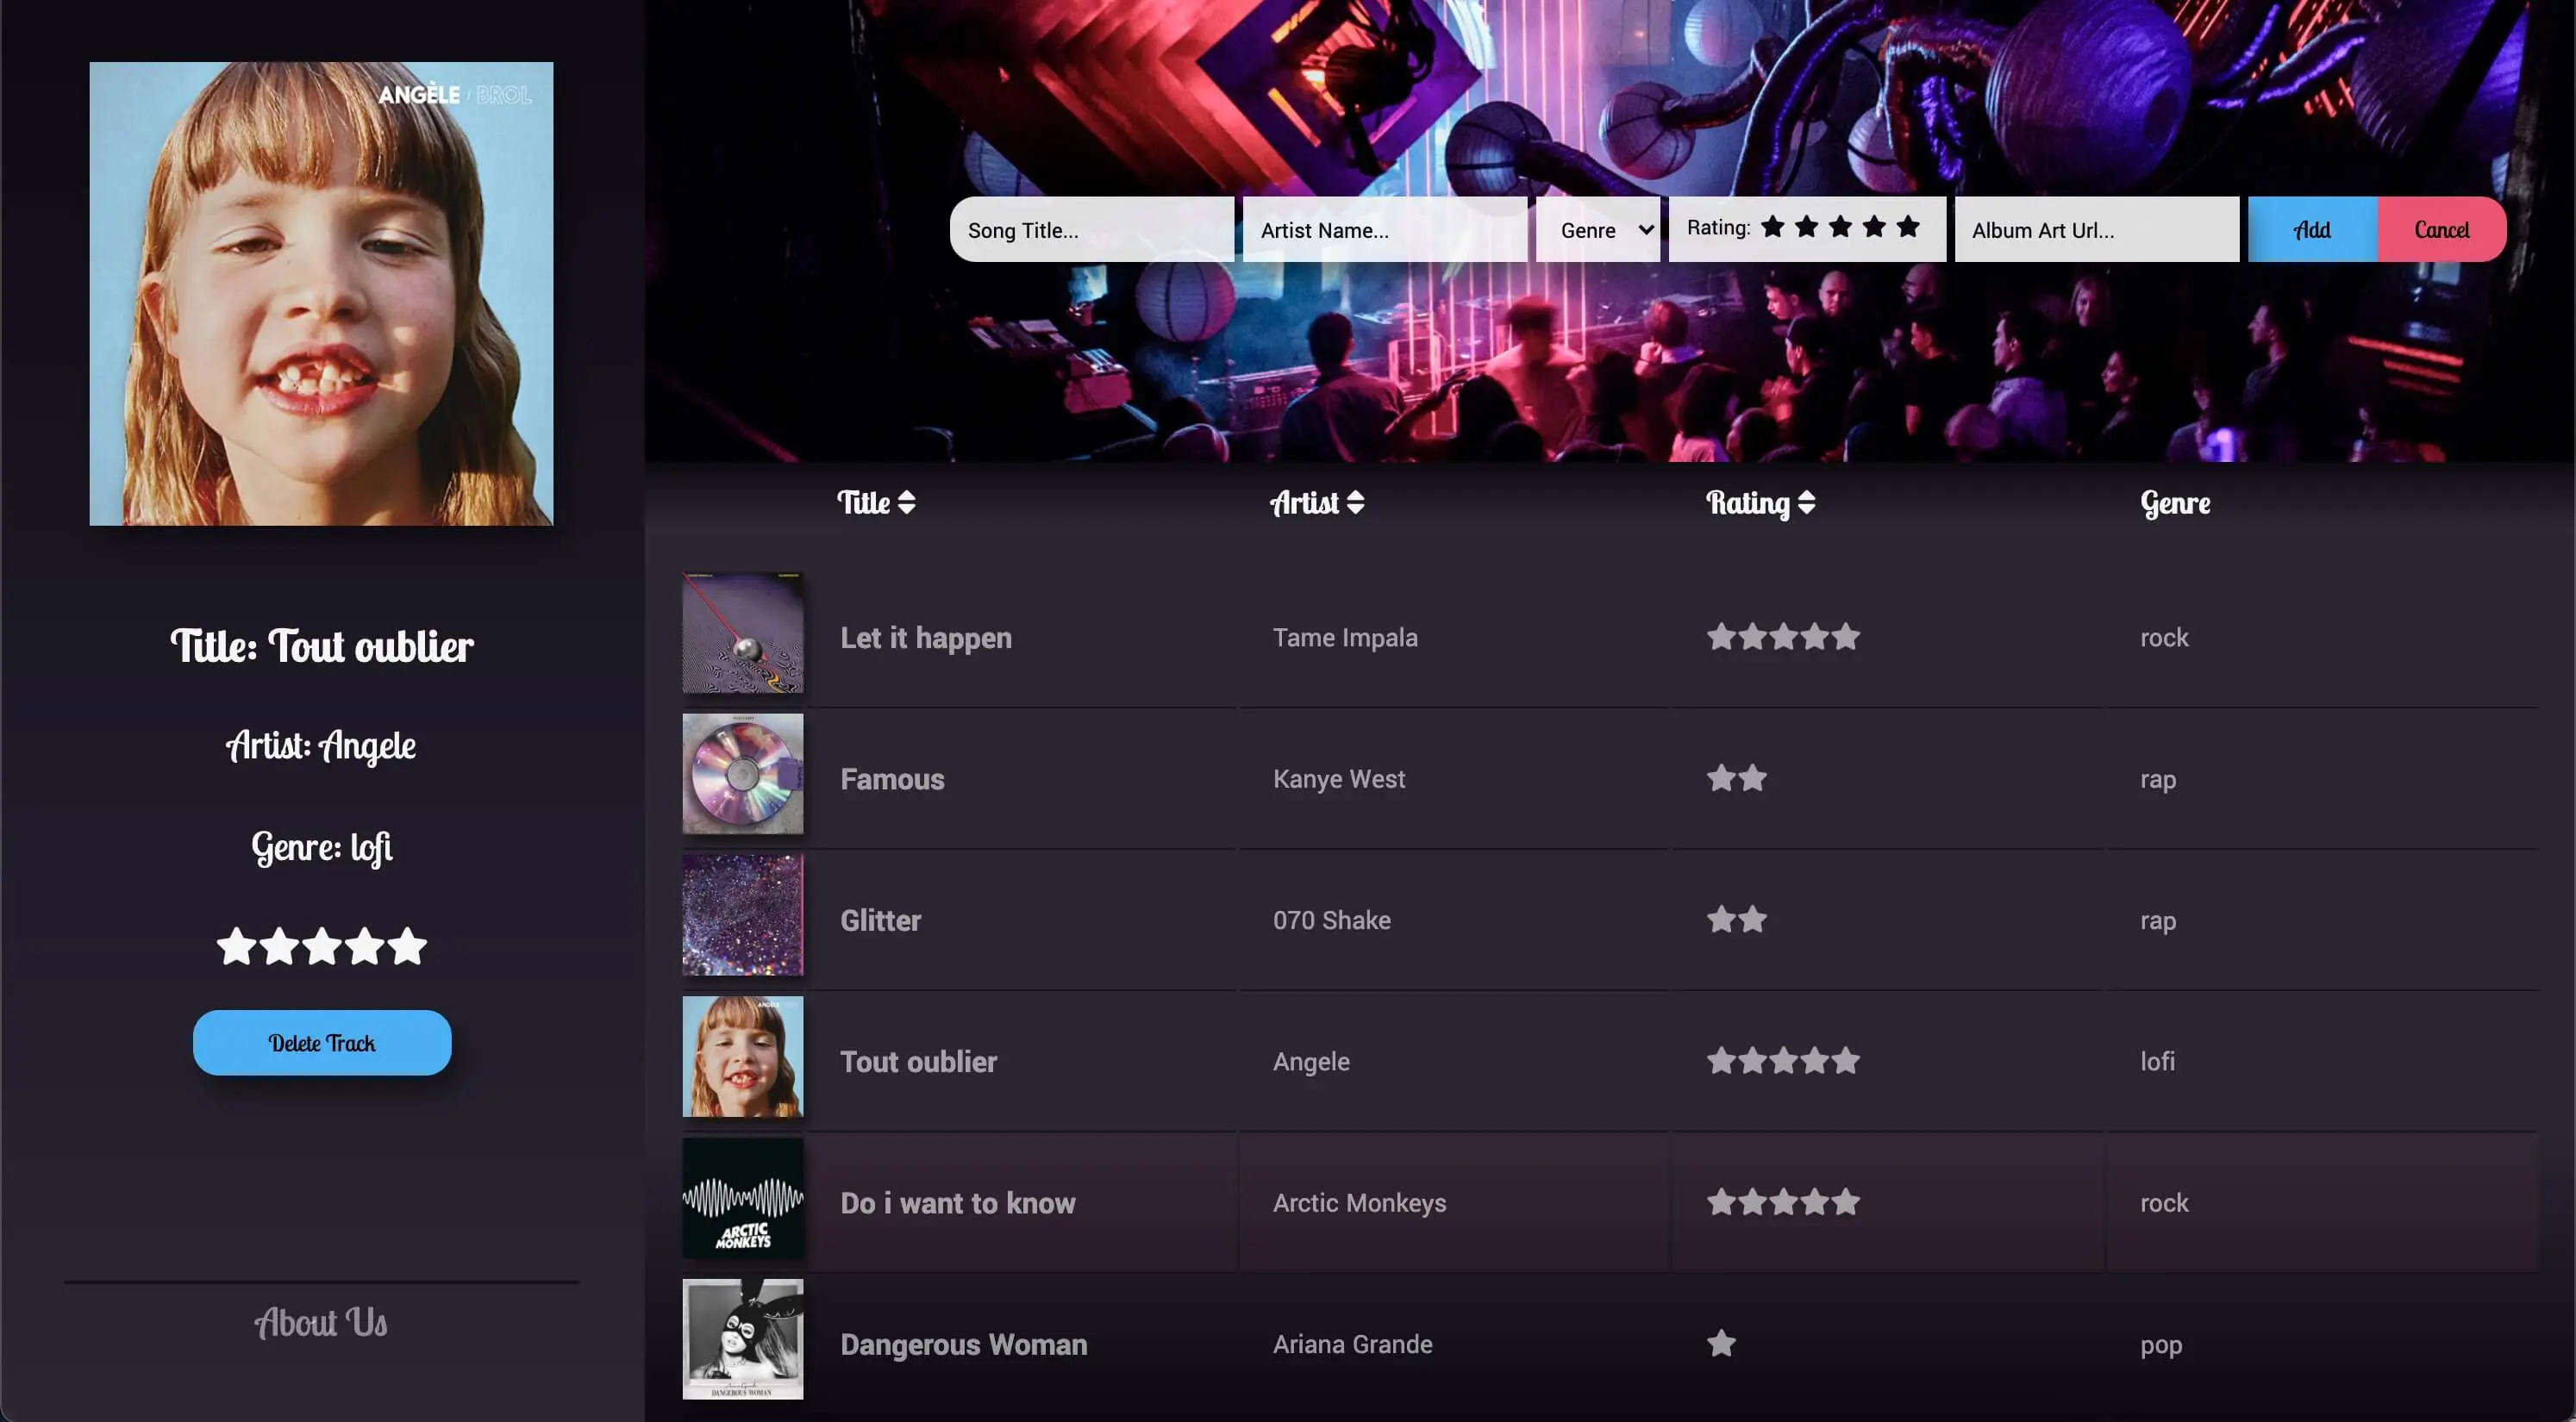 ANGÈLE / BROL
Title: Tout oublier
Artist: Angele
Genre: lofi
Delete Track
About Us
Song Title...
Artist Name...
Genre
Rating:
Album Art Url...
Add
Cancel
Title Artist Rating Genre
Let it happen Tame Impala rock
Famous Kanye West rap
Glitter 070 Shake rap
ANGÈLE
Tout oublier Angele lofi
ARCTIC
MONKEYS
Do i want to know Arctic Monkeys rock
DANGEROUS WOMAN
Dangerous Woman Ariana Grande pop